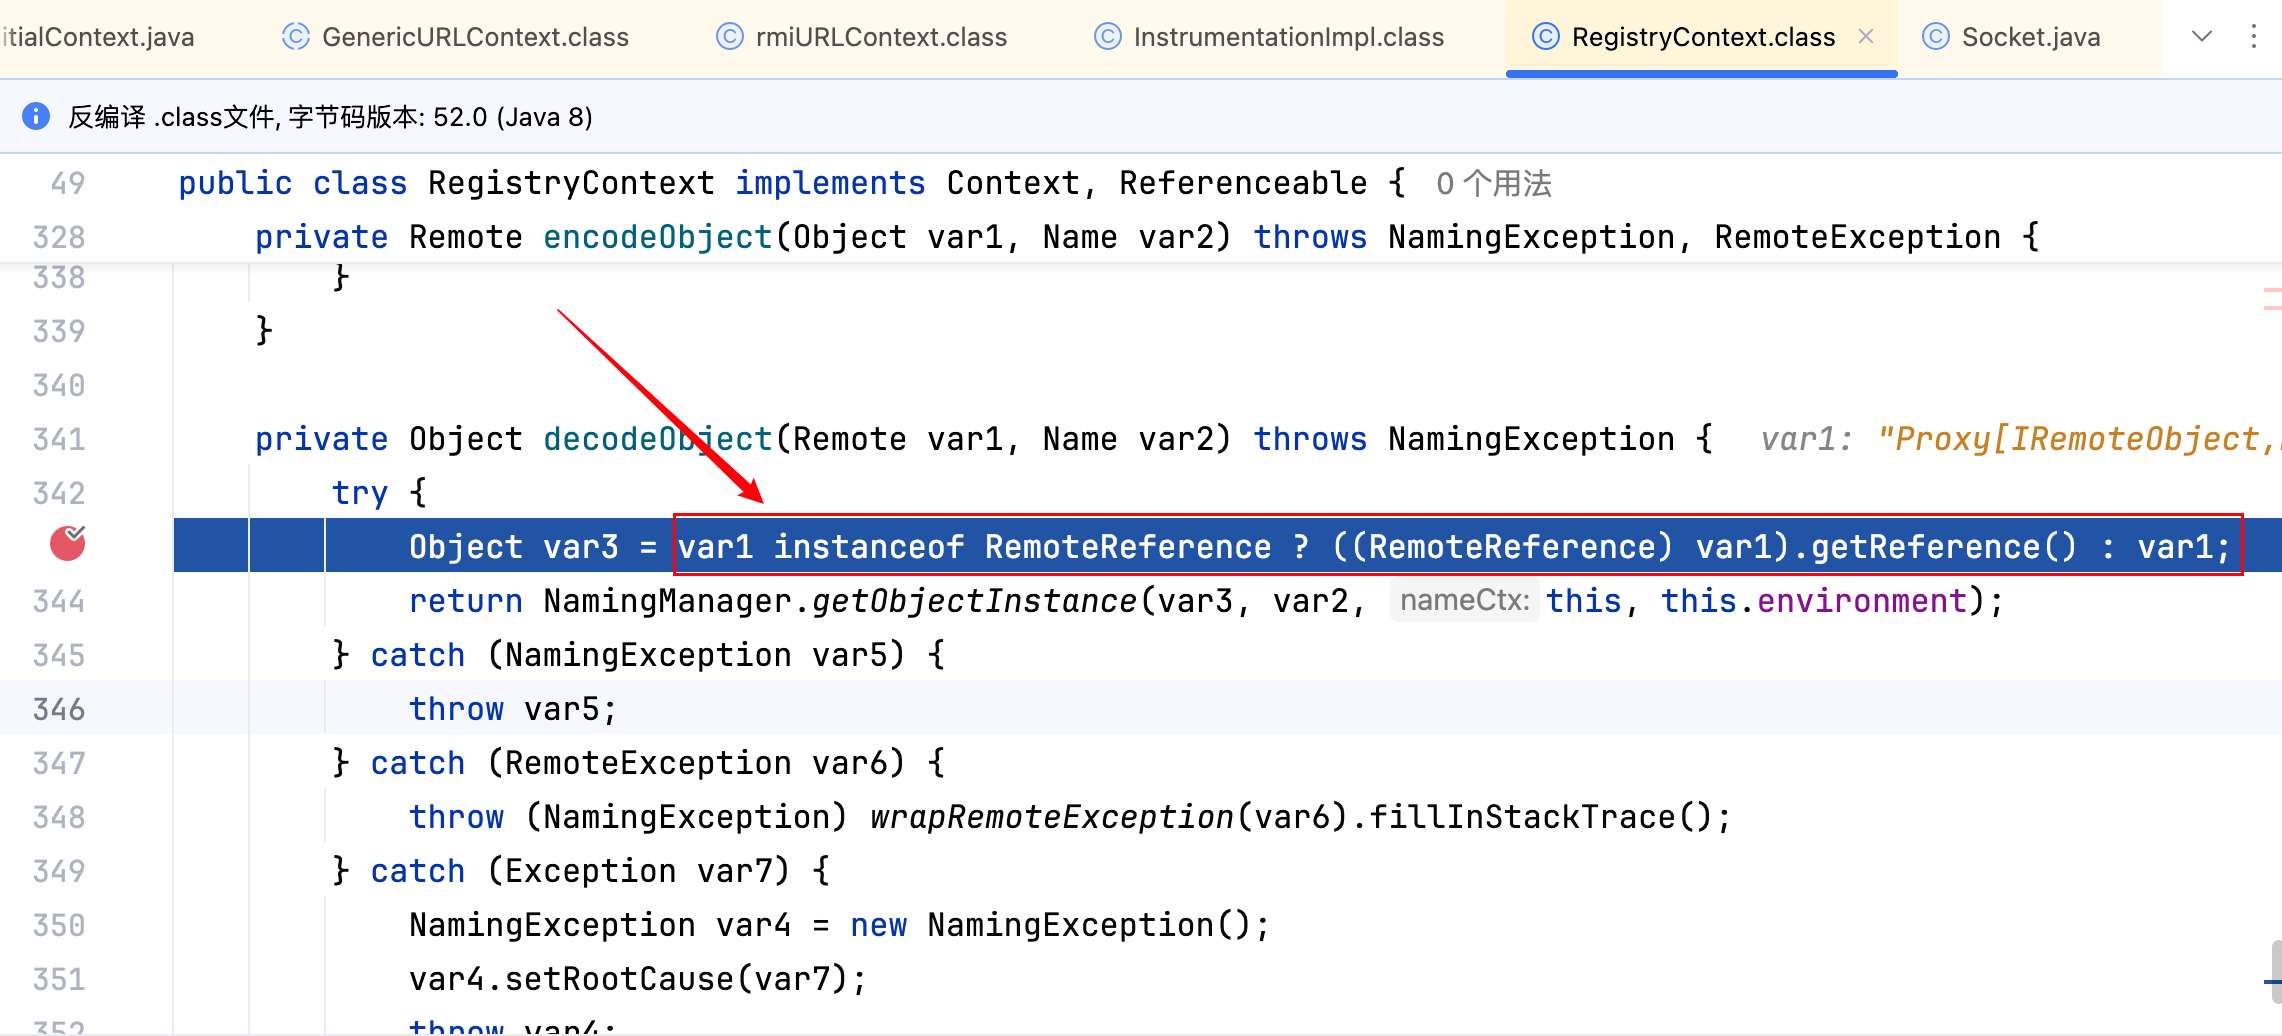 itialContext.java GenericURLContext.class rmiURLContext.class InstrumentationImpl.class RegistryContext.class Socket.java
反编译 .class文件, 字节码版本: 52.0 (Java 8)
49 public class RegistryContext implements Context, Referenceable { 0 个用法
328 private Remote encodeObject(Object var1, Name var2) throws NamingException, RemoteException {
338 }
339 }
340
341 private Object decodeObject(Remote var1, Name var2) throws NamingException { var1: "Proxy[IRemoteObject,
342 try {
Object var3 = var1 instanceof RemoteReference ? ((RemoteReference) var1).getReference() : var1;
344 return NamingManager.getObjectInstance(var3, var2, nameCtx: this, this.environment);
345 } catch (NamingException var5) {
346 throw var5;
347 } catch (RemoteException var6) {
348 throw (NamingException) wrapRemoteException(var6).fillInStackTrace();
349 } catch (Exception var7) {
350 NamingException var4 = new NamingException();
351 var4.setRootCause(var7);
352 throw var4;